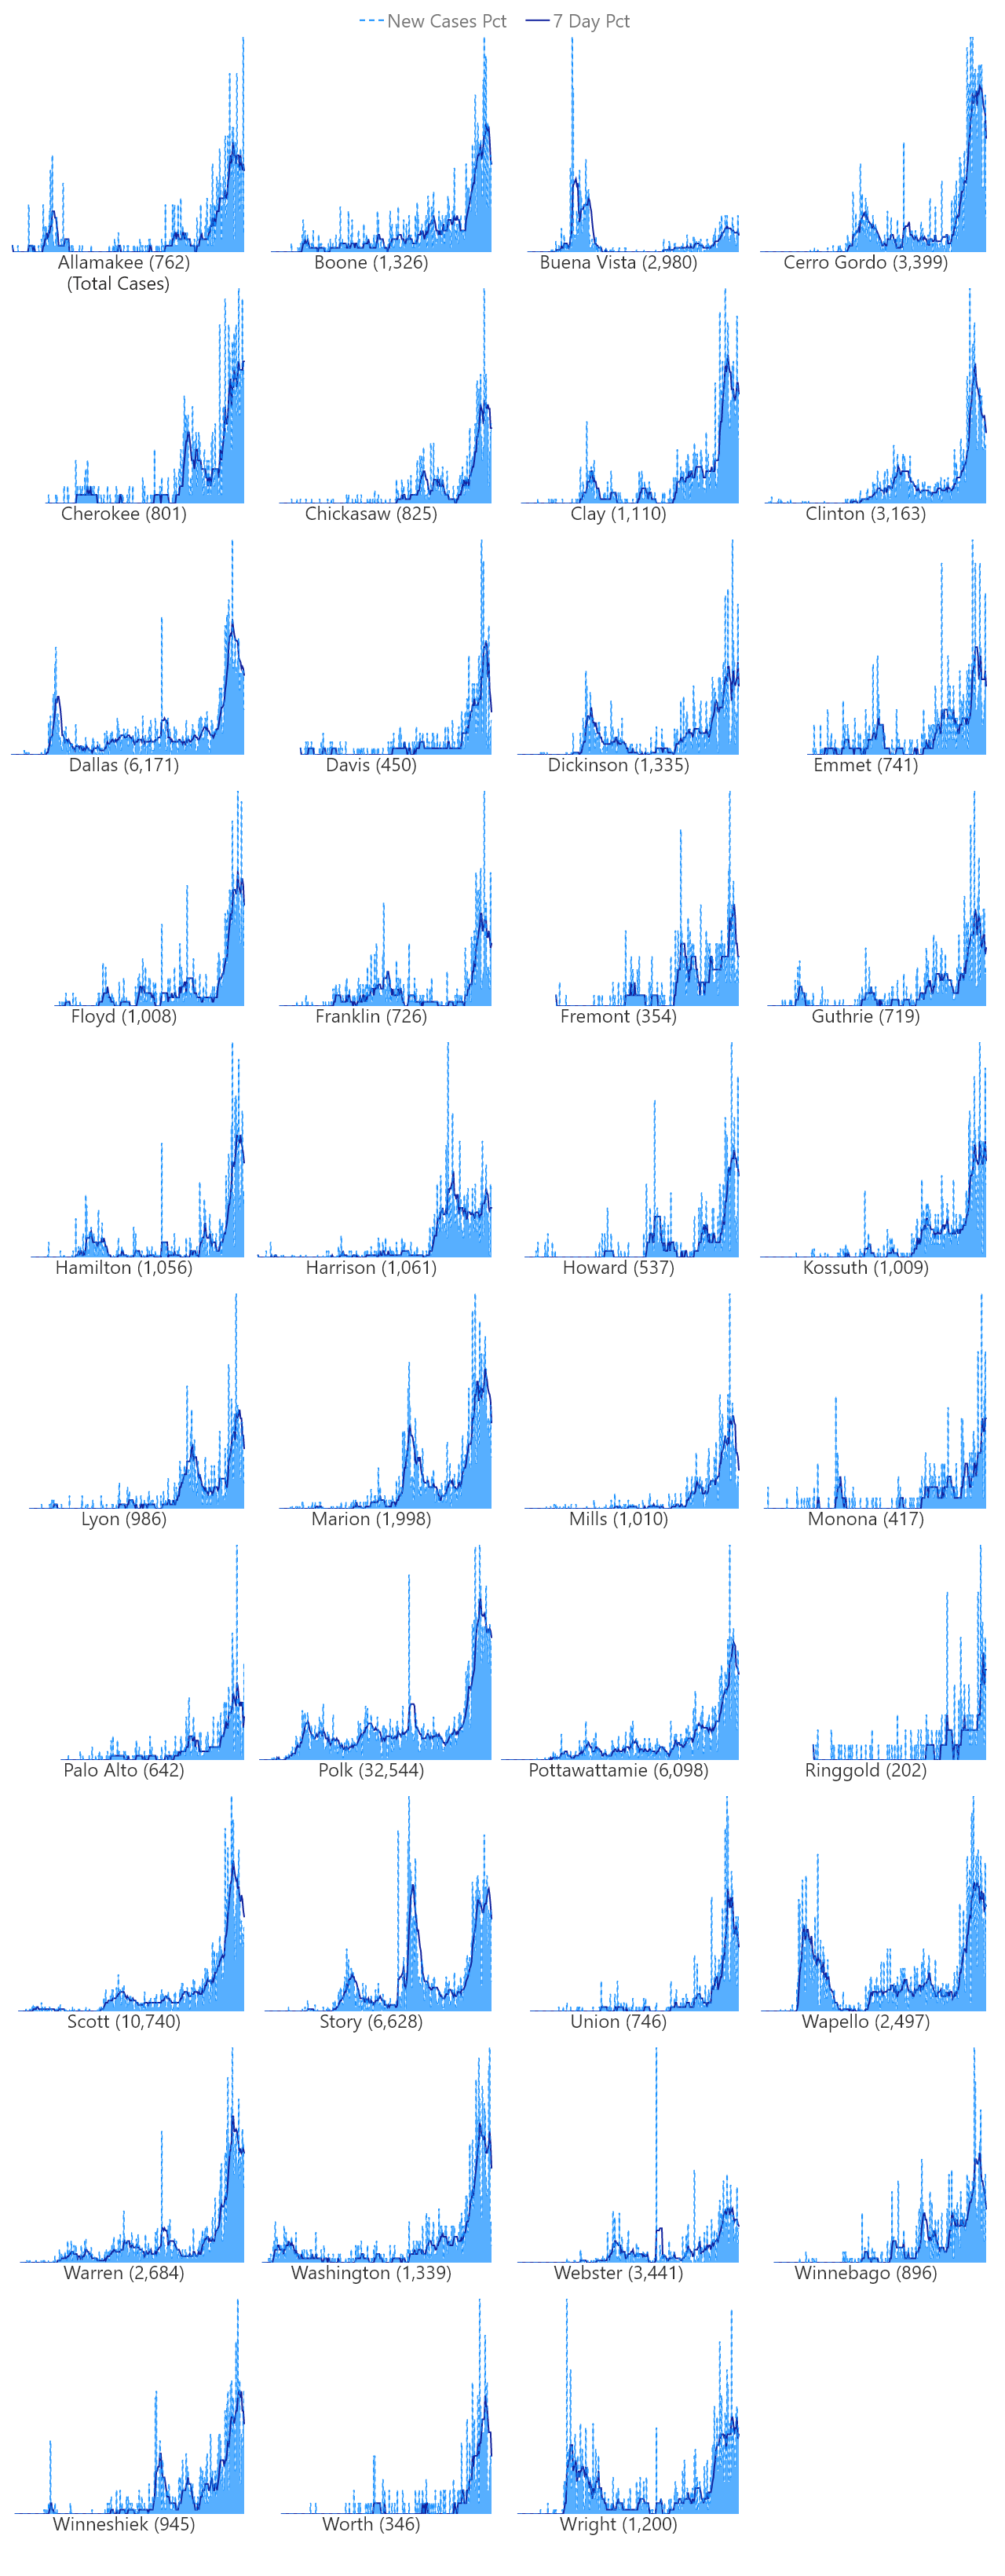 New Cases Pct 7 Day Pct
Allamakee (762) Boone (1,326) Buena Vista (2,980) Cerro Gordo (3,399)
(Total Cases)
Cherokee (801) Chickasaw (825) Clay (1,110) Clinton (3,163)
Dallas (6,171) Davis (450) Dickinson (1,335) Emmet (741)
Floyd (1,008) Franklin (726) Fremont (354) Guthrie (719)
Hamilton (1,056) Harrison (1,061) Howard (537) Kossuth (1,009)
Lyon (986) Marion (1,998) Mills (1,010) Monona (417)
Palo Alto (642) Polk (32,544) Pottawattamie (6,098) Ringgold (202)
Scott (10,740) Story (6,628) Union (746) Wapello (2,497)
Warren (2,684) Washington (1,339) Webster (3,441) Winnebago (896)
Winneshiek (945) Worth (346) Wright (1,200)